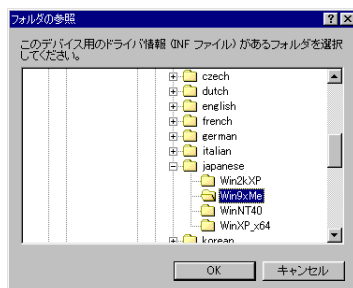 フォルダの参照
このデバイス用のドライバ情報 (INF ファイル) があるフォルダを選択
してください。
czech
dutch
english
french
german
italian
japanese
Win2kXP
Win9xMe
WinNT40
WinXP_x64
korean
OK キャンセル